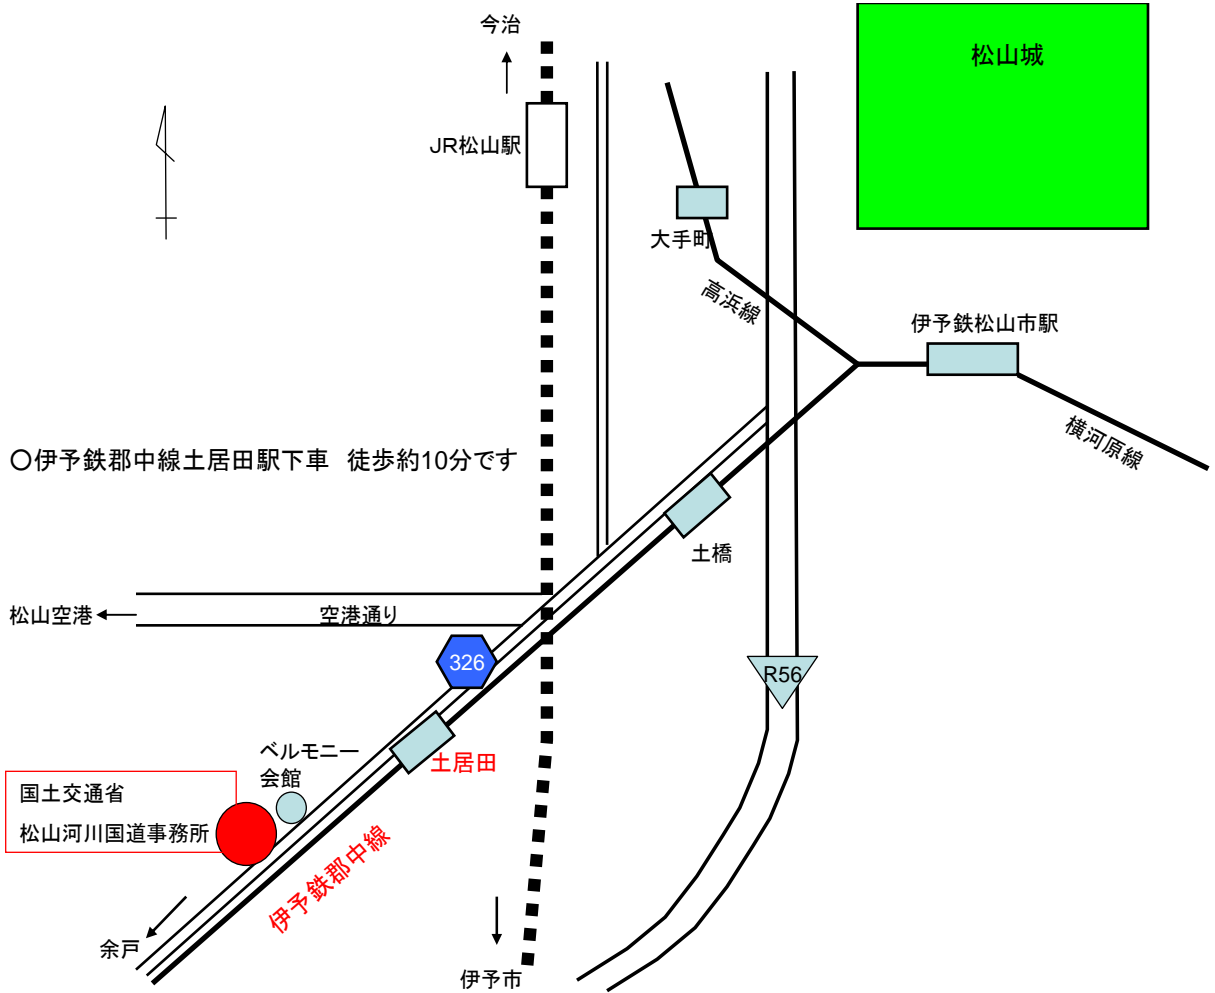 今治
松山城
JR松山駅
大手町
高浜線
伊予鉄松山市駅
横河原線
○伊予鉄郡中線土居田駅下車　徒歩約10分です
土橋
松山空港
空港通り
326
R56
土居田
ベルモニー
会館
国土交通省
松山河川国道事務所
伊予鉄郡中線
余戸
伊予市